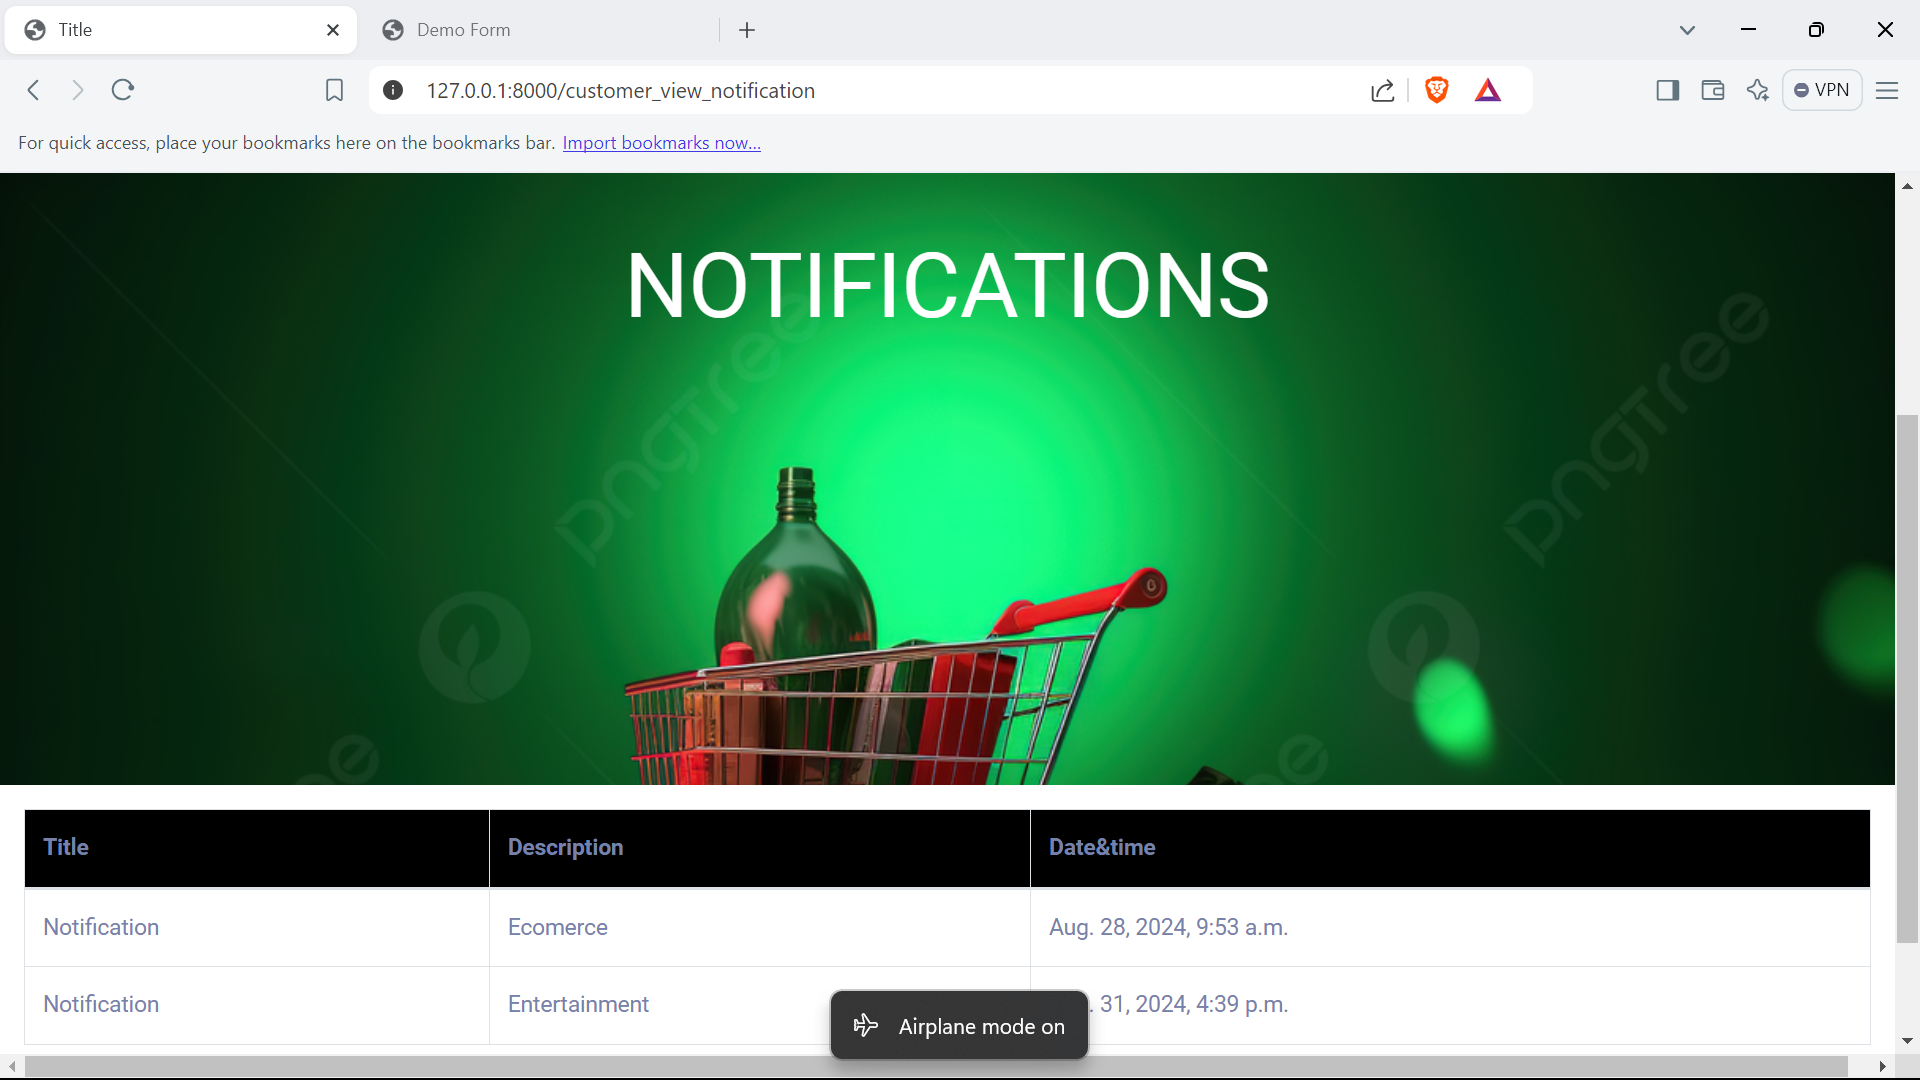 Title
Demo Form
127.0.0.1:8000/customer_view_notification
VPN
For quick access, place your bookmarks here on the bookmarks bar. Import bookmarks now...
NOTIFICATIONS
pngtree
pngtree
Title Description Date&time
Notification Ecomerce Aug. 28, 2024, 9:53 a.m.
Notification Entertainment . 31, 2024, 4:39 p.m.
Airplane mode on